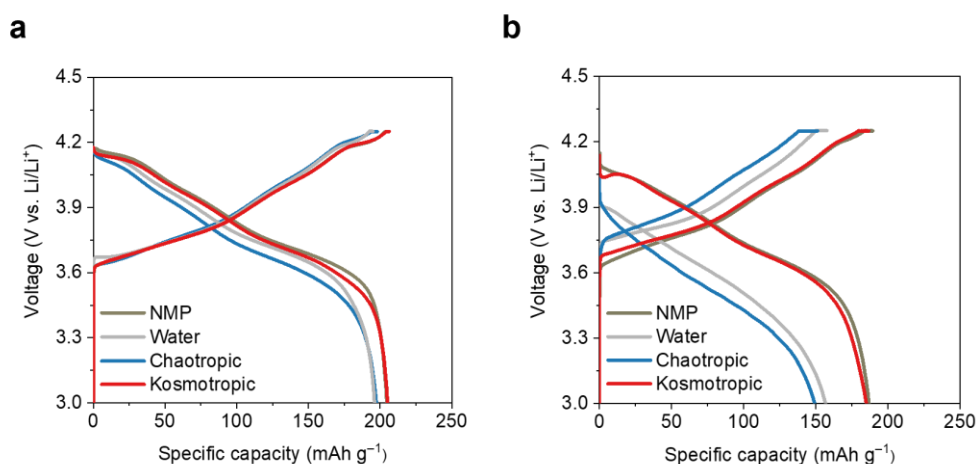 a
4.5
4.2
3.9
3.6
3.3
3.0
Voltage (V vs. Li/Li⁺)
NMP
Water
Chaotropic
Kosmotropic
0 50 100 150 200 250
Specific capacity (mAh g⁻¹)
b
4.5
4.2
3.9
3.6
3.3
3.0
Voltage (V vs. Li/Li⁺)
NMP
Water
Chaotropic
Kosmotropic
0 50 100 150 200 250
Specific capacity (mAh g⁻¹)